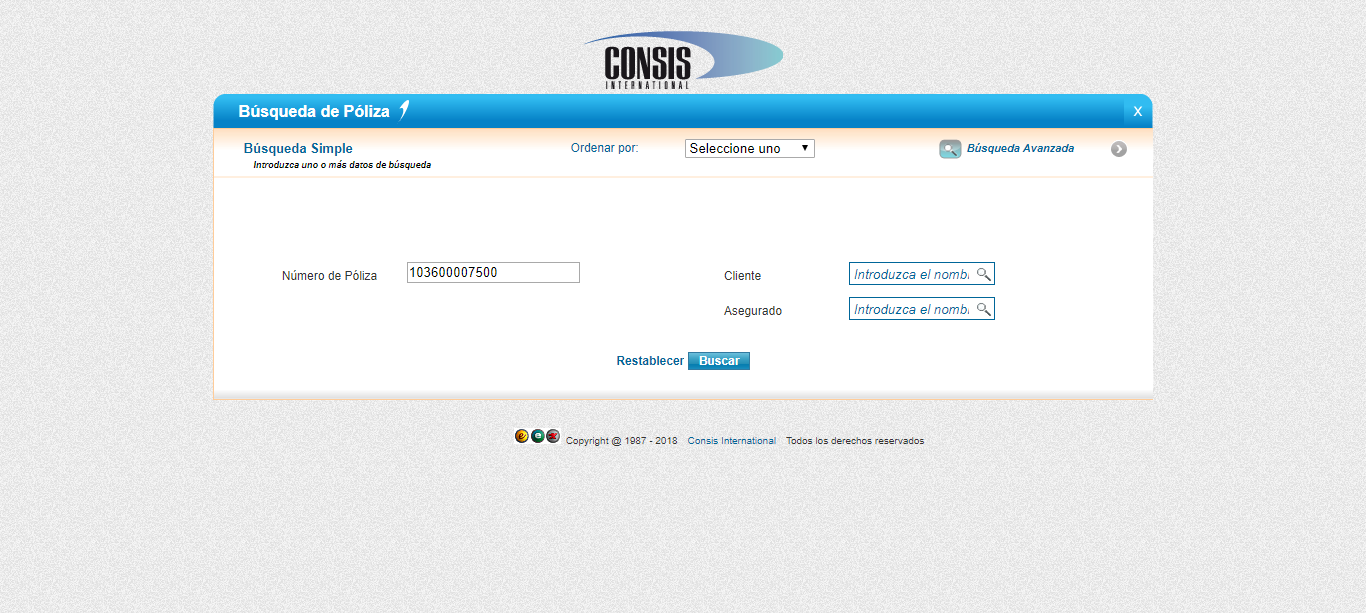 CONSIS
INTERNATIONAL
Búsqueda de Póliza
X
Búsqueda Simple
Introduzca uno o más datos de búsqueda
Ordenar por:
Seleccione uno
Búsqueda Avanzada
Número de Póliza
103600007500
Cliente
Introduzca el nomb
Asegurado
Introduzca el nomb
Restablecer
Buscar
Copyright @ 1987 - 2018 Consis International Todos los derechos reservados